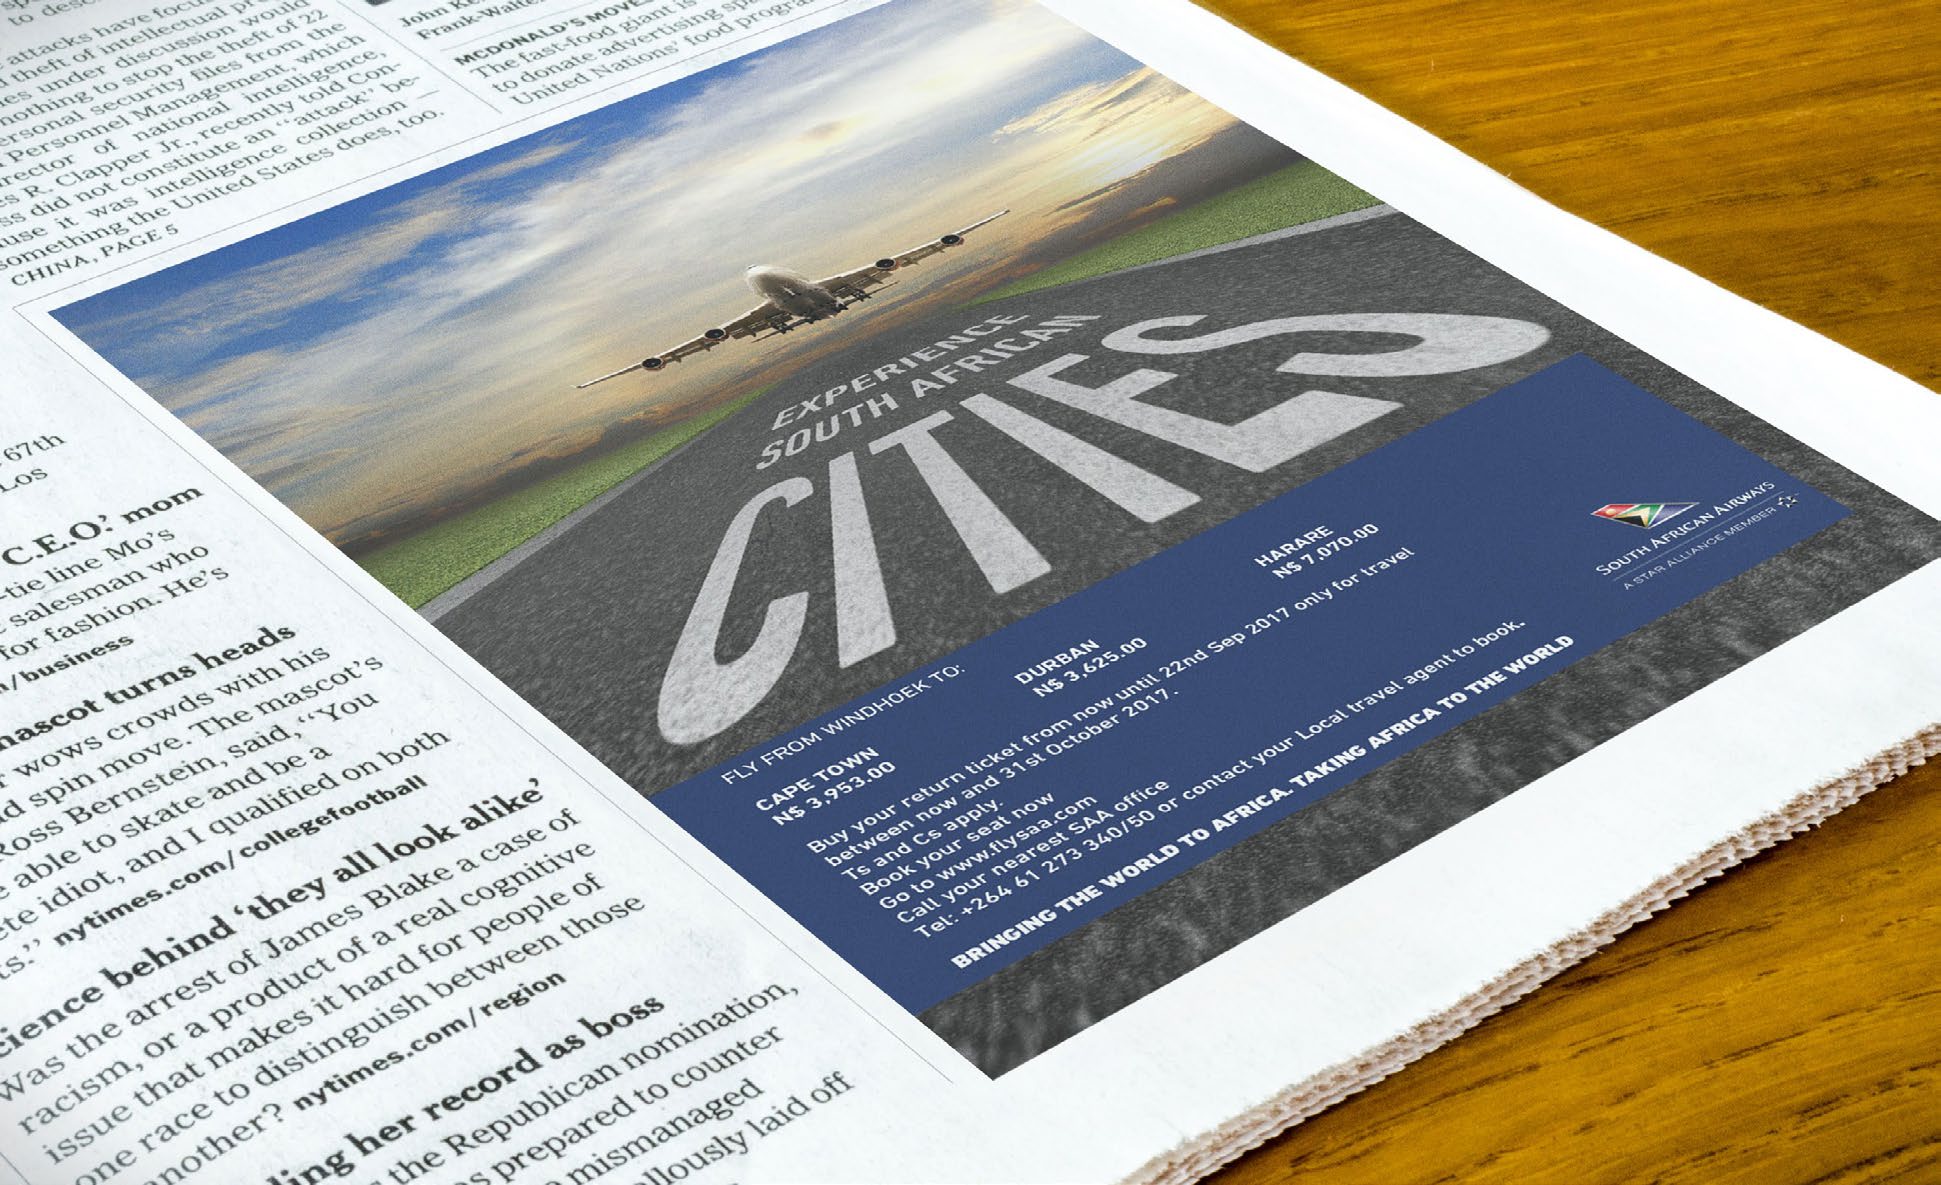 attacks have focused
theft of intellectual
es under discussion would
nothing to stop the theft of 22
personal security files from the
Personnel Management, which
rector of national intelligence,
es R. Clapper Jr., recently told Con-
ss did not constitute an "attack" be-
use it was intelligence collection —
something the United States does, too.
CHINA, PAGE 5
MCDONALD'S MOVE
The fast-food giant is
to donate advertising
United Nations' food
67th
Los
C.E.O.' mom
-tie line Mo's
salesman who
for fashion. He's
/business
mascot turns heads
r wows crowds with his
d spin move. The mascot's
Ross Bernstein, said, "You
e able to skate and be a
ete idiot, and I qualified on both
ts." nytimes.com/collegefootball
cience behind 'they all look alike'
Was the arrest of James Blake a case of
racism, or a product of a real cognitive
issue that makes it hard for people of
one race to distinguish between those
another? nytimes.com/region
ling her record as boss
the Republican nomination,
s prepared to counter
mismanaged
llously laid off
EXPERIENCE
SOUTH AFRICAN
CITIES
FLY FROM WINDHOEK TO:
CAPE TOWN
N$ 3,953.00
DURBAN
N$ 3,625.00
HARARE
N$ 7,070.00
Buy your return ticket from now until 22nd Sep 2017 only for travel
between now and 31st October 2017.
Ts and Cs apply.
Book your seat now
Go to www.flysaa.com
Call your nearest SAA office
Tel: +264 61 273 340/50 or contact your Local travel agent to book.
BRINGING THE WORLD TO AFRICA. TAKING AFRICA TO THE WORLD
SOUTH AFRICAN AIRWAYS
A STAR ALLIANCE MEMBER